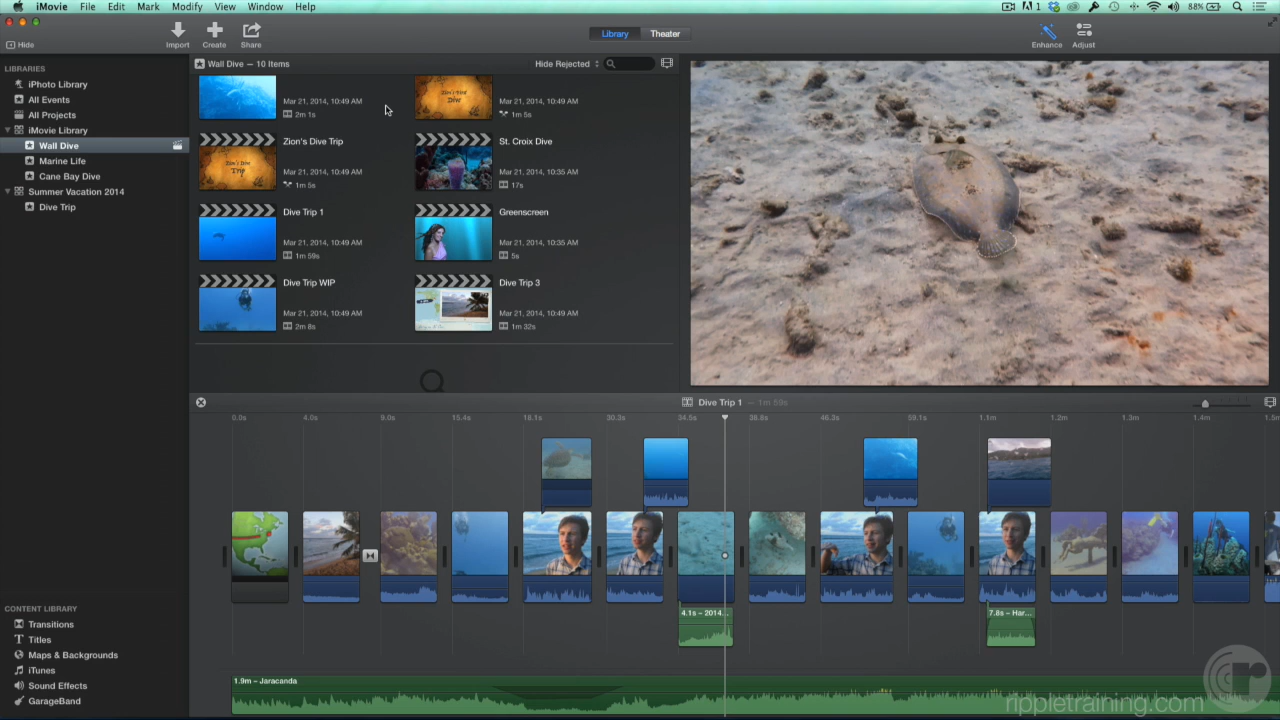 iMovie File Edit Mark Modify View Window Help
1 88%
Hide Import Create Share Library Theater Enhance Adjust
LIBRARIES
iPhoto Library
All Events
All Projects
iMovie Library
Wall Dive
Marine Life
Cane Bay Dive
Summer Vacation 2014
Dive Trip
Wall Dive — 10 Items Hide Rejected
Mar 21, 2014, 10:49 AM
2m 1s
Zion's Dive
Mar 21, 2014, 10:49 AM
1m 5s
Zion's Dive Trip
Zion's Dive
Trip
Mar 21, 2014, 10:49 AM
1m 5s
St. Croix Dive
Mar 21, 2014, 10:35 AM
17s
Dive Trip 1
Mar 21, 2014, 10:49 AM
1m 59s
Greenscreen
Mar 21, 2014, 10:35 AM
5s
Dive Trip WIP
Mar 21, 2014, 10:49 AM
2m 8s
Dive Trip 3
Mar 21, 2014, 10:49 AM
1m 32s
Dive Trip 1 — 1m 59s
0.0s 4.0s 9.0s 15.4s 18.1s 30.3s 34.5s 38.8s 46.3s 59.1s 1.1m 1.2m 1.3m 1.4m
4.1s – 2014...
7.8s – Har...
1.9m – Jaracanda
CONTENT LIBRARY
Transitions
Titles
Maps & Backgrounds
iTunes
Sound Effects
GarageBand
rippletraining.com